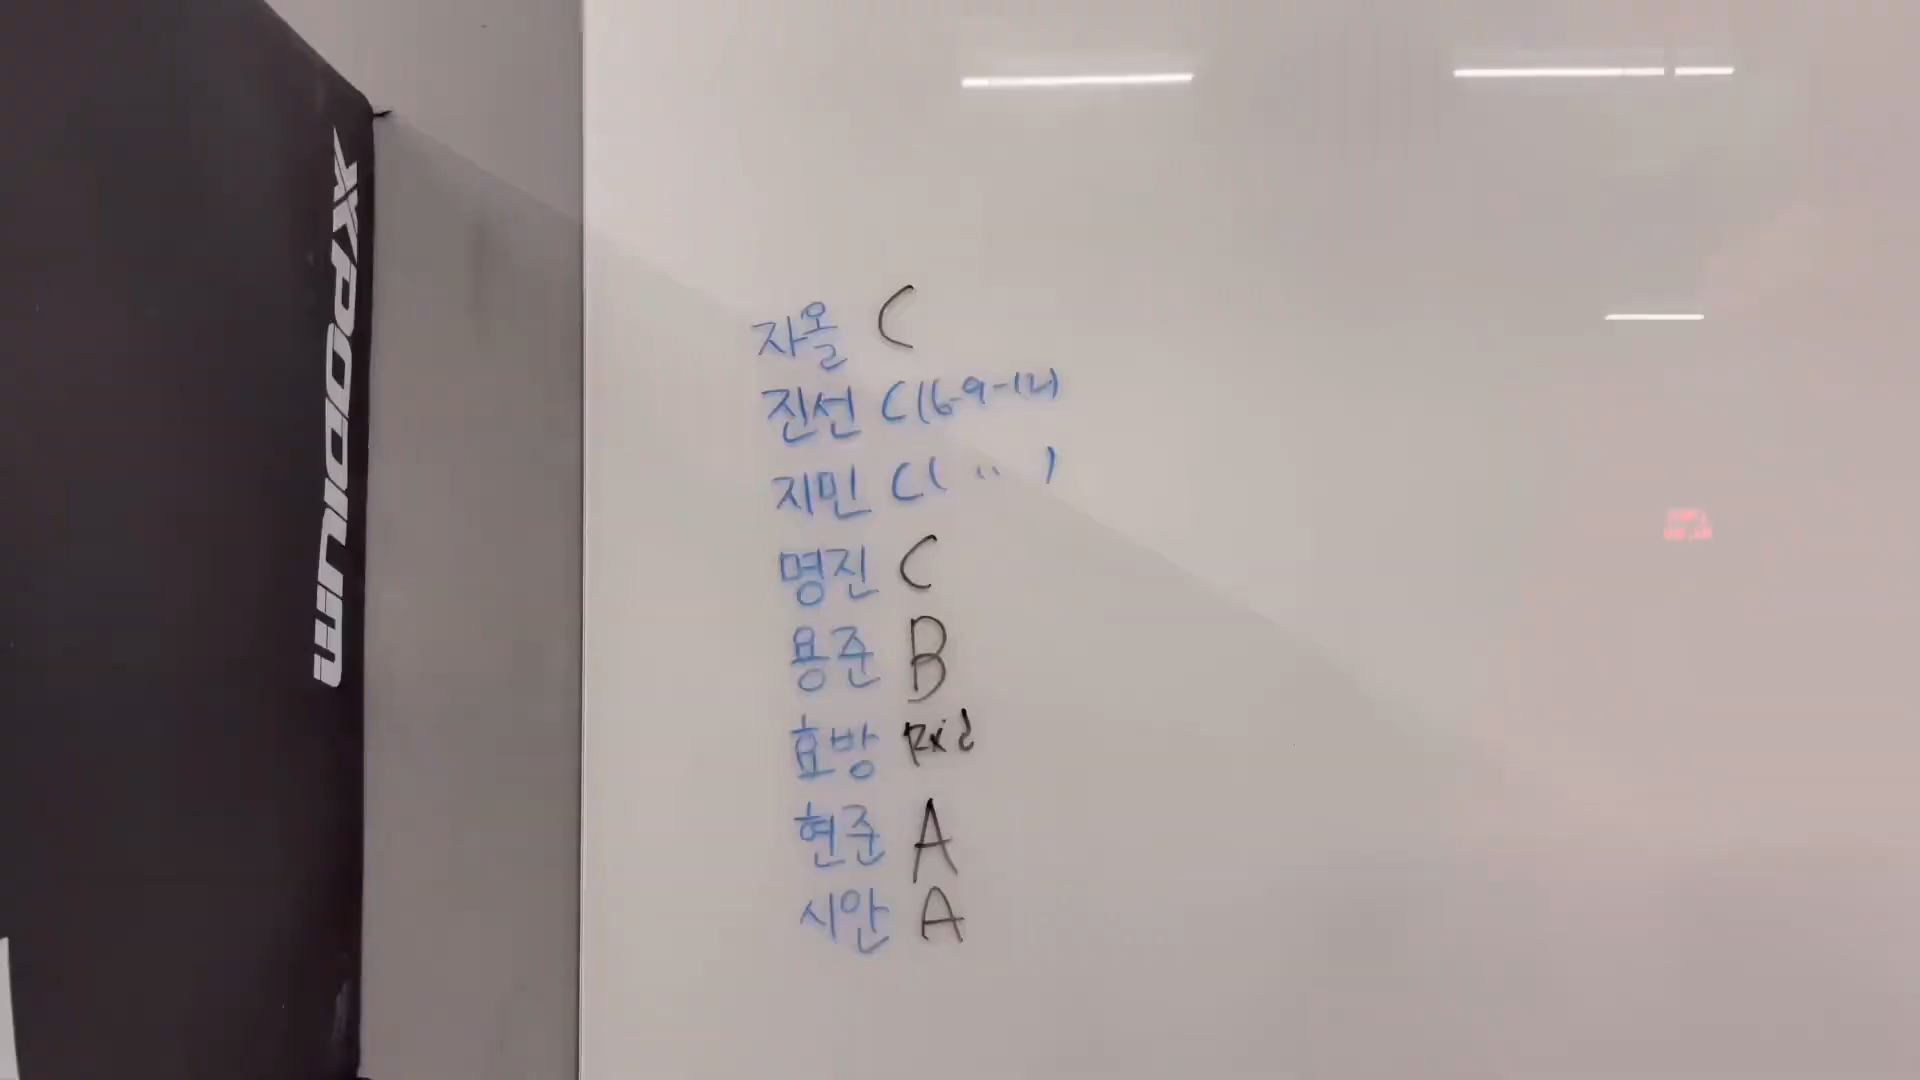 XPODIUM
자올 C
진선 C(6-9-12)
지민 C( " )
명진 C
용준 B
효방 Rxd
현준 A
시안 A